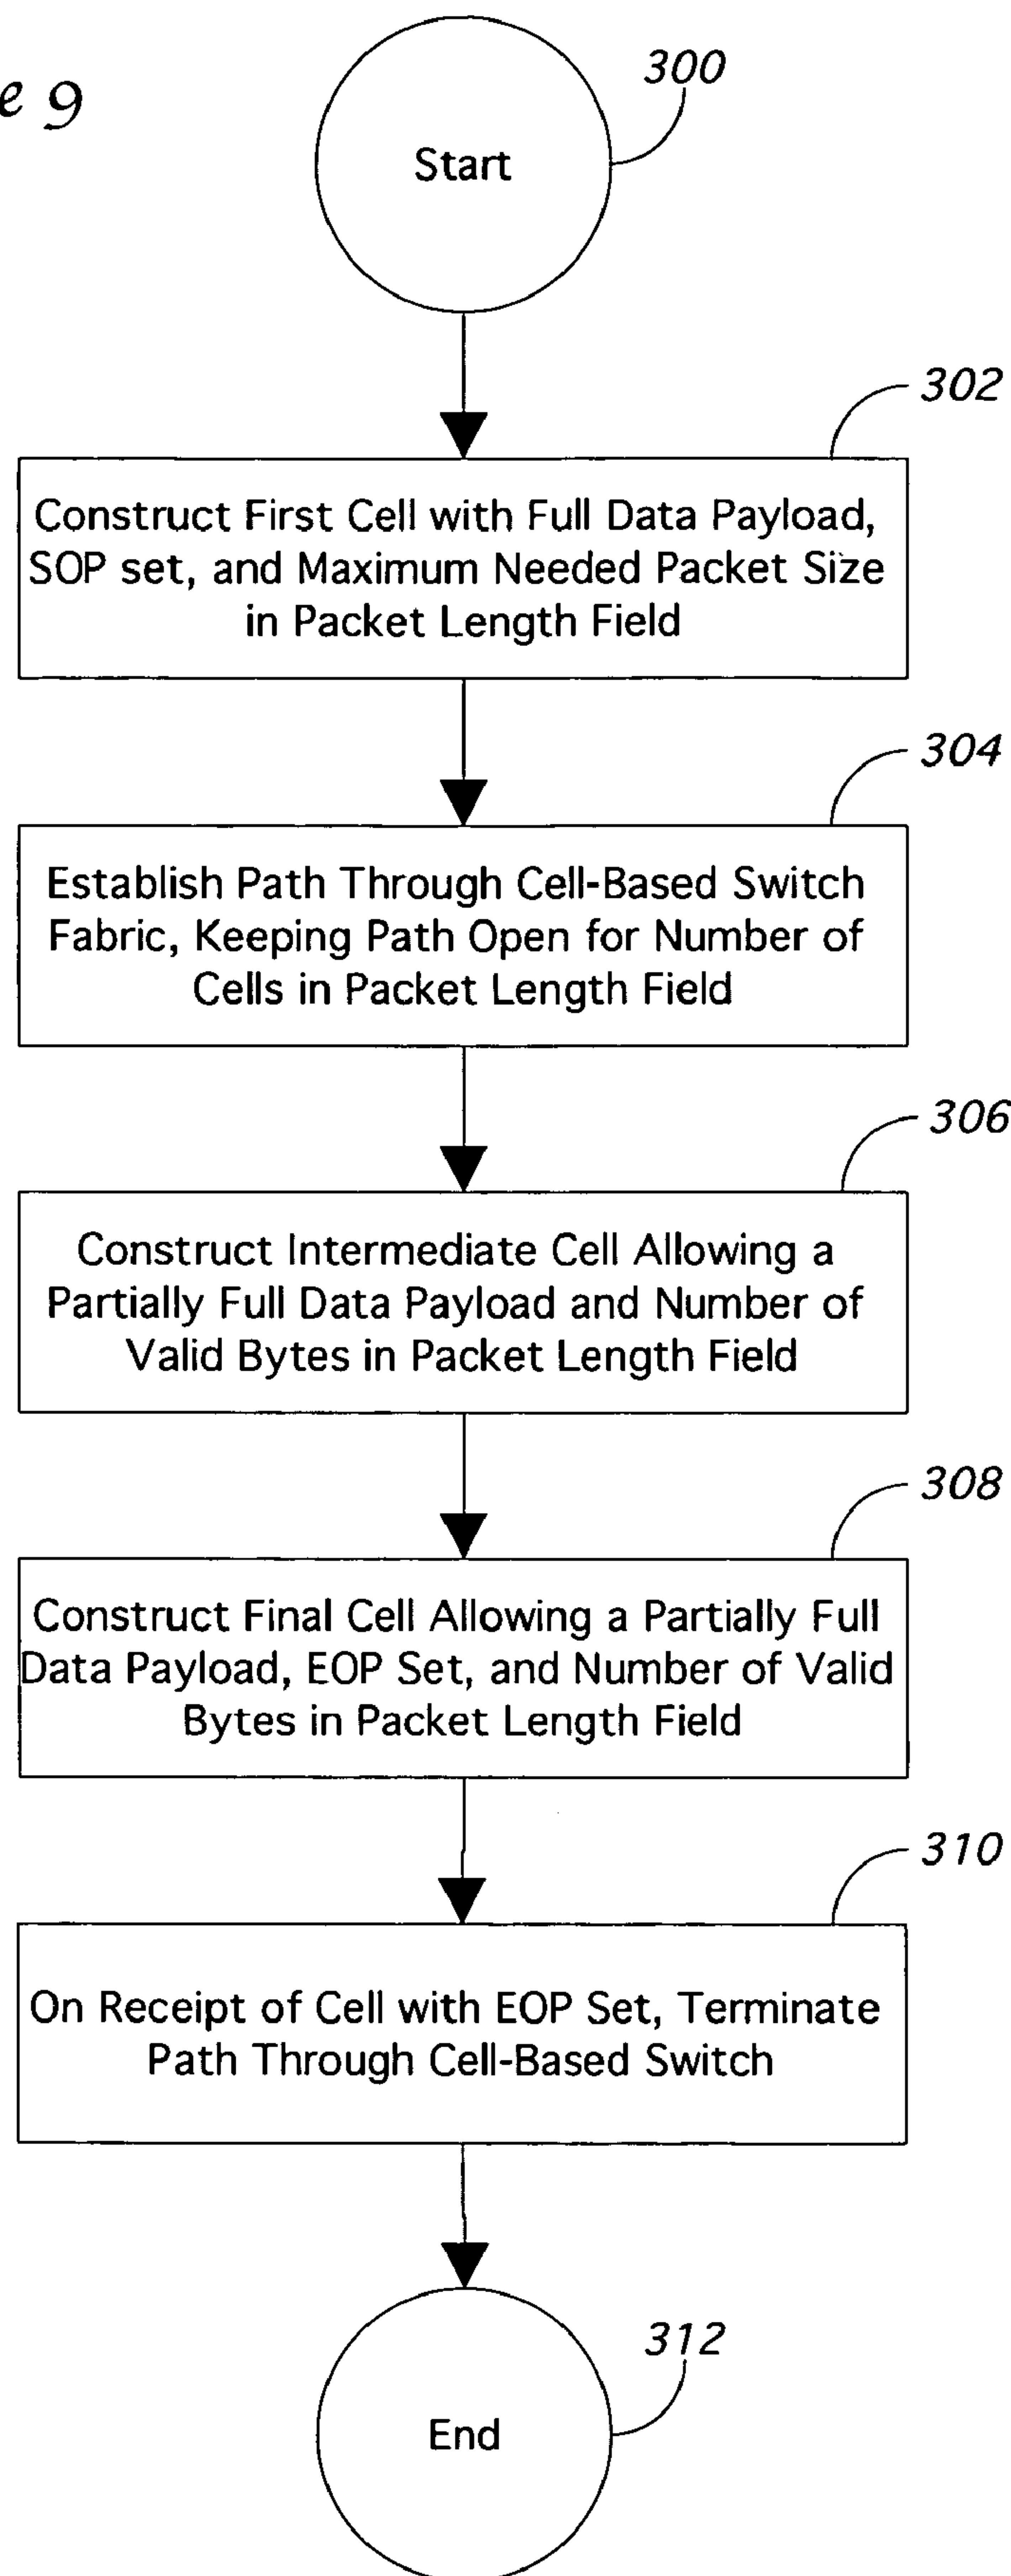 e 9
300
Start
302
Construct First Cell with Full Data Payload,
SOP set, and Maximum Needed Packet Size
in Packet Length Field
304
Establish Path Through Cell-Based Switch
Fabric, Keeping Path Open for Number of
Cells in Packet Length Field
306
Construct Intermediate Cell Allowing a
Partially Full Data Payload and Number of
Valid Bytes in Packet Length Field
308
Construct Final Cell Allowing a Partially Full
Data Payload, EOP Set, and Number of Valid
Bytes in Packet Length Field
310
On Receipt of Cell with EOP Set, Terminate
Path Through Cell-Based Switch
312
End